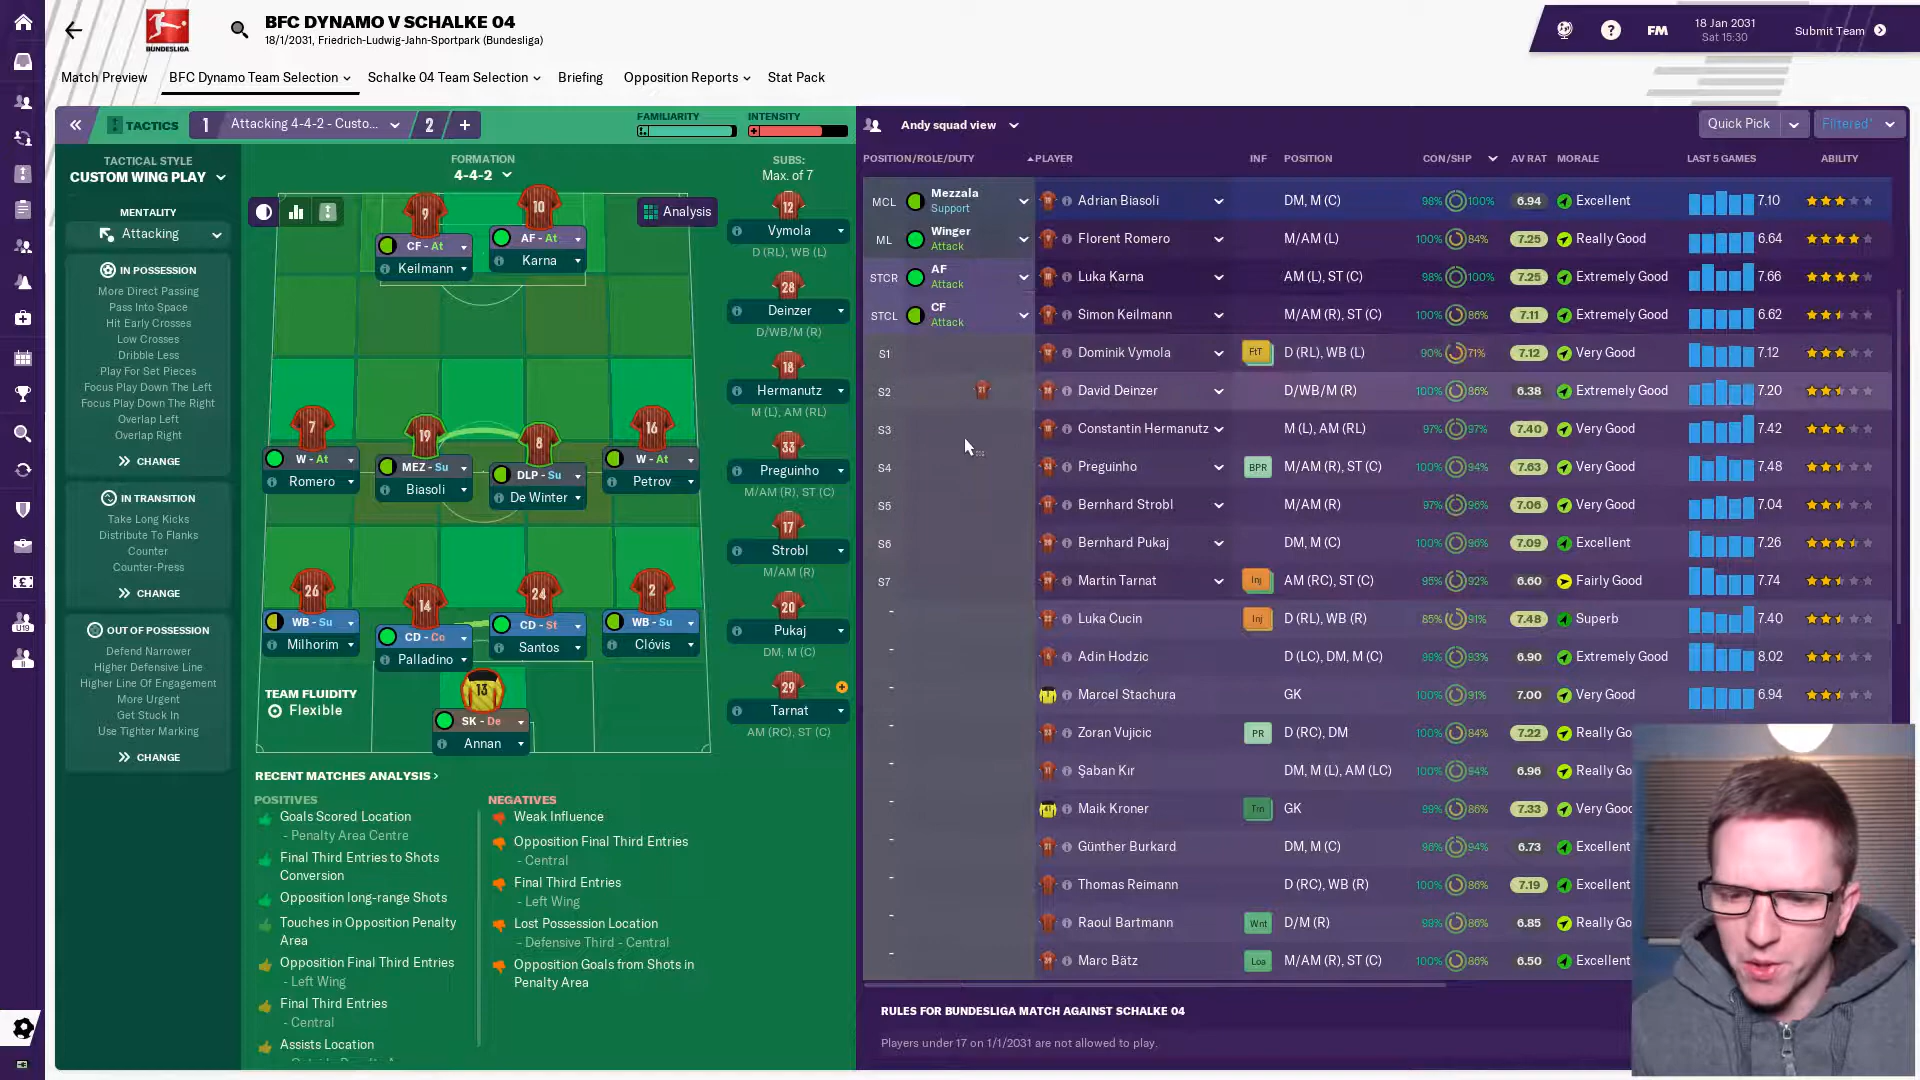 BFC DYNAMO V SCHALKE 04
18/1/2031, Friedrich-Ludwig-Jahn-Sportpark (Bundesliga)
BUNDESLIGA
FM
18 Jan 2031
Sat 15:30
Submit Team
Match Preview
BFC Dynamo Team Selection
Schalke 04 Team Selection
Briefing
Opposition Reports
Stat Pack
TACTICS
1
Attacking 4-4-2 - Custo...
2
FAMILIARITY
INTENSITY
TACTICAL STYLE
CUSTOM WING PLAY
MENTALITY
Attacking
IN POSSESSION
More Direct Passing
Pass Into Space
Hit Early Crosses
Low Crosses
Dribble Less
Play For Set Pieces
Focus Play Down The Left
Focus Play Down The Right
Overlap Left
Overlap Right
CHANGE
IN TRANSITION
Take Long Kicks
Distribute To Flanks
Counter
Counter-Press
CHANGE
OUT OF POSSESSION
Defend Narrower
Higher Defensive Line
Higher Line Of Engagement
More Urgent
Get Stuck In
Use Tighter Marking
CHANGE
FORMATION
4-4-2
Analysis
9
CF - At
Keilmann
10
AF - At
Karna
7
W - At
Romero
19
MEZ - Su
Biasoli
8
DLP - Su
De Winter
16
W - At
Petrov
26
WB - Su
Milhorim
14
CD - Co
Palladino
24
CD - St
Santos
2
WB - Su
Clóvis
13
SK - De
Annan
TEAM FLUIDITY
Flexible
SUBS:
Max. of 7
12
Vymola
D (RL), WB (L)
28
Deinzer
D/WB/M (R)
18
Hermanutz
M (L), AM (RL)
33
Preguinho
M/AM (R), ST (C)
17
Strobl
M/AM (R)
20
Pukaj
DM, M (C)
29
Tarnat
AM (RC), ST (C)
RECENT MATCHES ANALYSIS >
POSITIVES
Goals Scored Location
- Penalty Area Centre
Final Third Entries to Shots
Conversion
Opposition long-range Shots
Touches in Opposition Penalty
Area
Opposition Final Third Entries
- Left Wing
Final Third Entries
- Central
Assists Location
NEGATIVES
Weak Influence
Opposition Final Third Entries
- Central
Final Third Entries
- Left Wing
Lost Possession Location
- Defensive Third - Central
Opposition Goals from Shots in
Penalty Area
Andy squad view
Quick Pick
Filtered*
POSITION/ROLE/DUTY PLAYER INF POSITION CON/SHP AV RAT MORALE LAST 5 GAMES ABILITY
MCL Mezzala Support Adrian Biasoli DM, M (C) 98% 100% 6.94 Excellent 7.10
ML Winger Attack Florent Romero M/AM (L) 100% 84% 7.25 Really Good 6.64
STCR AF Attack Luka Karna AM (L), ST (C) 98% 100% 7.25 Extremely Good 7.66
STCL CF Attack Simon Keilmann M/AM (R), ST (C) 100% 86% 7.11 Extremely Good 6.62
S1 Dominik Vymola FtT D (RL), WB (L) 90% 71% 7.12 Very Good 7.12
S2 David Deinzer D/WB/M (R) 100% 86% 6.38 Extremely Good 7.20
S3 Constantin Hermanutz M (L), AM (RL) 97% 97% 7.40 Very Good 7.42
S4 Preguinho BPR M/AM (R), ST (C) 100% 94% 7.63 Very Good 7.48
S5 Bernhard Strobl M/AM (R) 97% 96% 7.06 Very Good 7.04
S6 Bernhard Pukaj DM, M (C) 100% 96% 7.09 Excellent 7.26
S7 Martin Tarnat Inj AM (RC), ST (C) 95% 92% 6.60 Fairly Good 7.74
- Luka Cucin Inj D (RL), WB (R) 85% 91% 7.48 Superb 7.40
- Adin Hodzic D (LC), DM, M (C) 93% 6.90 Extremely Good 8.02
- Marcel Stachura GK 100% 91% 7.00 Very Good 6.94
- Zoran Vujicic PR D (RC), DM 100% 84% 7.22 Really Go
- Şaban Kır DM, M (L), AM (LC) 100% 94% 6.96 Really Go
- Maik Kroner Trn GK 99% 86% 7.33 Very Good
- Günther Burkard DM, M (C) 94% 6.73 Excellent
- Thomas Reimann D (RC), WB (R) 100% 86% 7.19 Excellent
- Raoul Bartmann Wnt D/M (R) 86% 6.85 Really Go
- Marc Bätz Loa M/AM (R), ST (C) 100% 86% 6.50 Excellent
RULES FOR BUNDESLIGA MATCH AGAINST SCHALKE 04
Players under 17 on 1/1/2031 are not allowed to play.